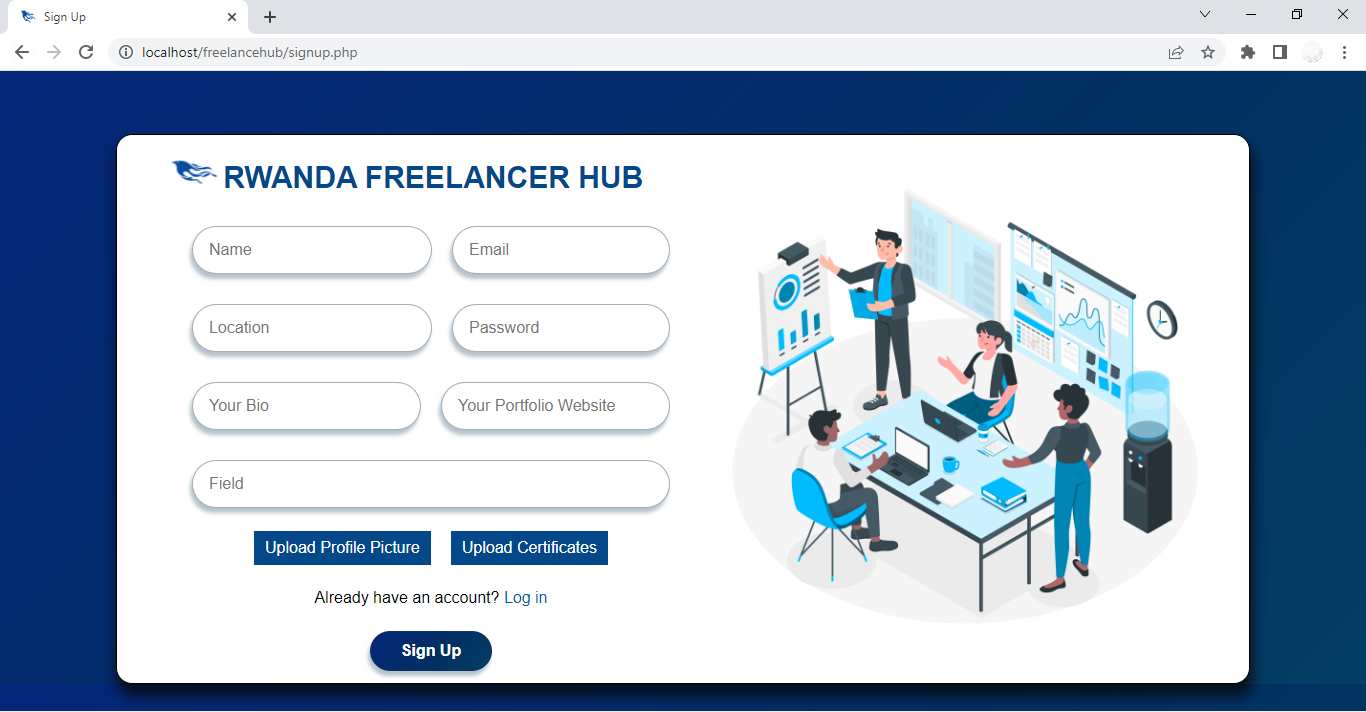 Sign Up
localhost/freelancehub/signup.php
RWANDA FREELANCER HUB
Name Email
Location Password
Your Bio Your Portfolio Website
Field
Upload Profile Picture Upload Certificates
Already have an account? Log in
Sign Up